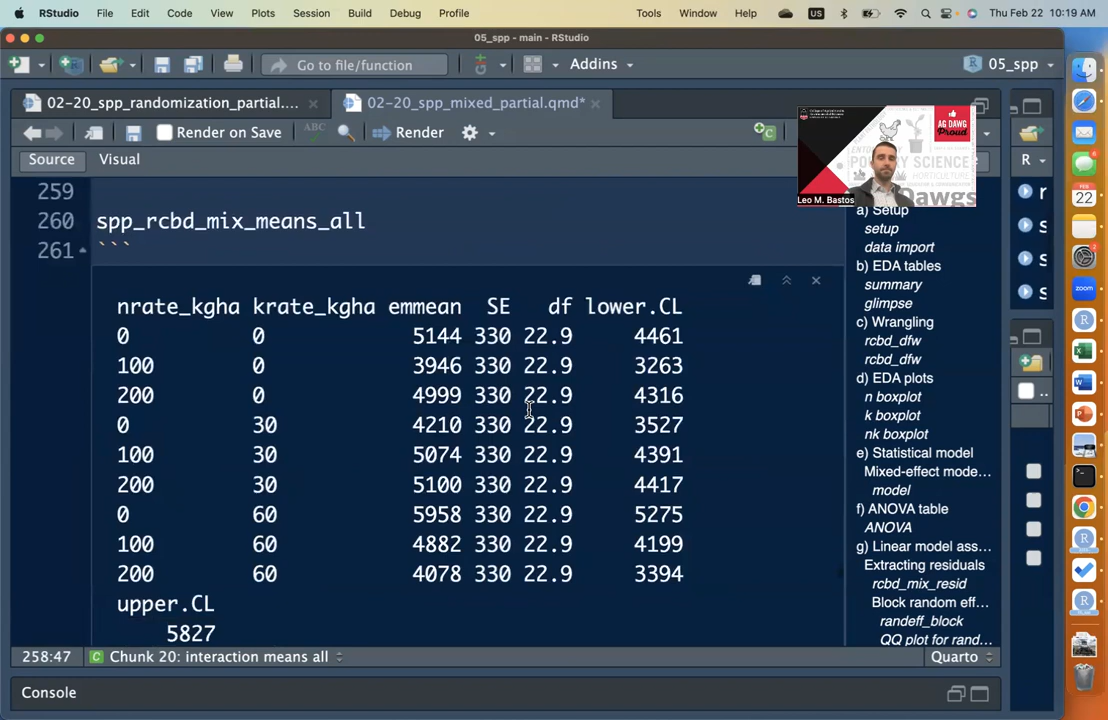 RStudio File Edit Code View Plots Session Build Debug Profile Tools Window Help US Thu Feb 22 10:19 AM
05_spp - main - RStudio
Go to file/function Addins 05_spp
02-20_spp_randomization_partial.... 02-20_spp_mixed_partial.qmd*
Render on Save ABC Render
Source Visual R
AG DAWG
Proud
POULTRY SCIENCE
HORTICULTURE
Dawgs
Leo M. Bastos
259
260 spp_rcbd_mix_means_all
261 ```
nrate_kgha krate_kgha emmean SE df lower.CL
0 0 5144 330 22.9 4461
100 0 3946 330 22.9 3263
200 0 4999 330 22.9 4316
0 30 4210 330 22.9 3527
100 30 5074 330 22.9 4391
200 30 5100 330 22.9 4417
0 60 5958 330 22.9 5275
100 60 4882 330 22.9 4199
200 60 4078 330 22.9 3394
upper.CL
5827
a) Setup
setup
data import
b) EDA tables
summary
glimpse
c) Wrangling
rcbd_dfw
rcbd_dfw
d) EDA plots
n boxplot
k boxplot
nk boxplot
e) Statistical model
Mixed-effect mode...
model
f) ANOVA table
ANOVA
g) Linear model ass...
Extracting residuals
rcbd_mix_resid
Block random eff...
randeff_block
QQ plot for rand...
258:47 C Chunk 20: interaction means all Quarto
Console